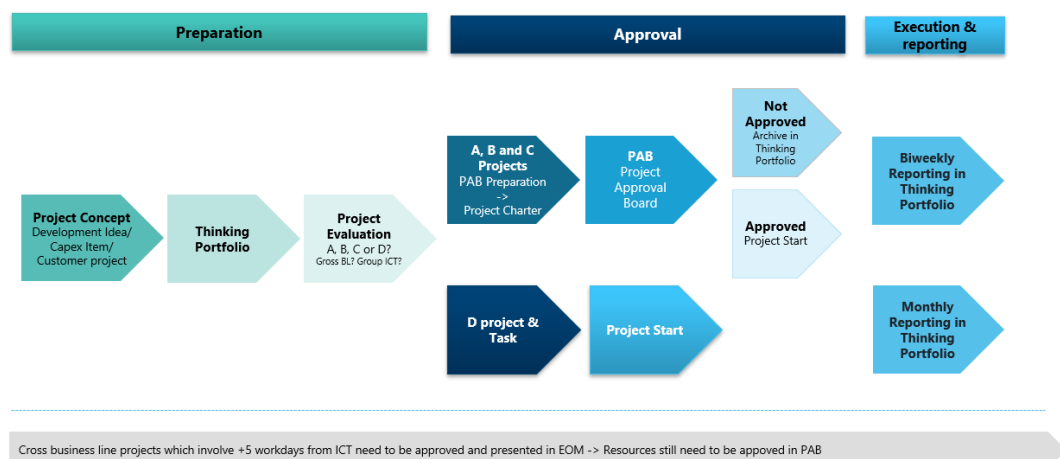 Preparation
Approval
Execution &
reporting
Project Concept
Development Idea/
Capex Item/
Customer project
Thinking
Portfolio
Project
Evaluation
A, B, C or D?
Gross BL? Group ICT?
A, B and C
Projects
PAB Preparation
->
Project Charter
PAB
Project
Approval
Board
Not
Approved
Archive in
Thinking
Portfolio
Approved
Project Start
Biweekly
Reporting in
Thinking
Portfolio
D project &
Task
Project Start
Monthly
Reporting in
Thinking
Portfolio
Cross business line projects which involve +5 workdays from ICT need to be approved and presented in EOM -> Resources still need to be appoved in PAB